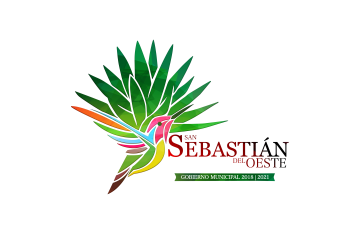 SAN
SEBASTIÁN
DEL OESTE
GOBIERNO MUNICIPAL 2018 | 2021